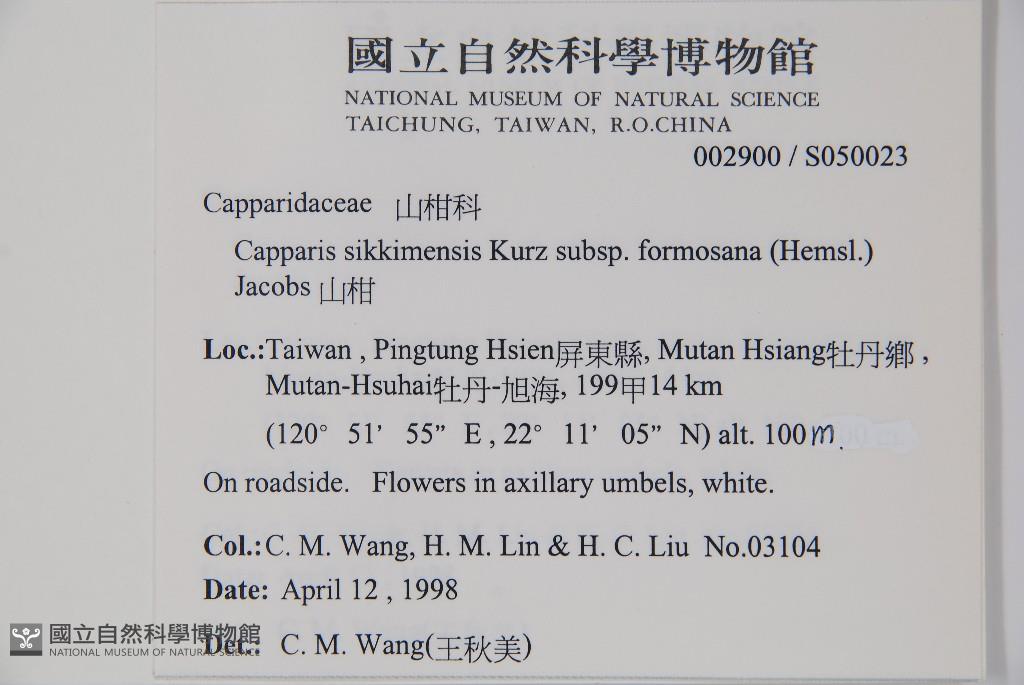 國立自然科學博物館
NATIONAL MUSEUM OF NATURAL SCIENCE
TAICHUNG, TAIWAN, R.O.CHINA
002900 / S050023
Capparidaceae 山柑科
Capparis sikkimensis Kurz subsp. formosana (Hemsl.)
Jacobs 山柑
Loc.:Taiwan , Pingtung Hsien屏東縣, Mutan Hsiang牡丹鄉 ,
Mutan-Hsuhai牡丹-旭海, 199甲14 km
(120° 51’ 55” E , 22° 11’ 05” N) alt. 100m.
On roadside. Flowers in axillary umbels, white.
Col.:C. M. Wang, H. M. Lin & H. C. Liu No.03104
Date: April 12 , 1998
Det.: C. M. Wang(王秋美)
國立自然科學博物館
NATIONAL MUSEUM OF NATURAL SCIENCE